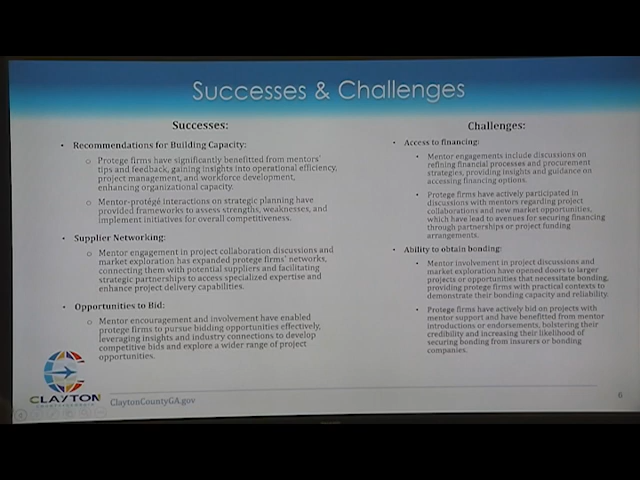 Successes & Challenges
Successes:
• Recommendations for Building Capacity:
o Protege firms have significantly benefitted from mentors'
tips and feedback, gaining insights into operational efficiency,
project management, and workforce development,
enhancing organizational capacity.
o Mentor-protégé interactions on strategic planning have
provided frameworks to assess strengths, weaknesses, and
implement initiatives for overall competitiveness.
• Supplier Networking:
o Mentor engagement in project collaboration discussions and
market exploration has expanded protege firms' networks,
connecting them with potential suppliers and facilitating
strategic partnerships to access specialized expertise and
enhance project delivery capabilities.
• Opportunities to Bid:
o Mentor encouragement and involvement have enabled
protege firms to pursue bidding opportunities effectively,
leveraging insights and industry connections to develop
competitive bids and explore a wider range of project
opportunities.
Challenges:
• Access to financing:
• Mentor engagements include discussions on
refining financial processes and procurement
strategies, providing insights and guidance on
accessing financing options.
• Protege firms have actively participated in
discussions with mentors regarding project
collaborations and new market opportunities,
which have lead to avenues for securing financing
through partnerships or project funding
arrangements.
• Ability to obtain bonding:
• Mentor involvement in project discussions and
market exploration have opened doors to larger
projects or opportunities that necessitate bonding,
providing protege firms with practical contexts to
demonstrate their bonding capacity and reliability.
• Protege firms have actively bid on projects with
mentor support and have benefitted from mentor
introductions or endorsements, bolstering their
credibility and increasing their likelihood of
securing bonding from insurers or bonding
companies.
CLAYTON
ClaytonCountyGA.gov
6